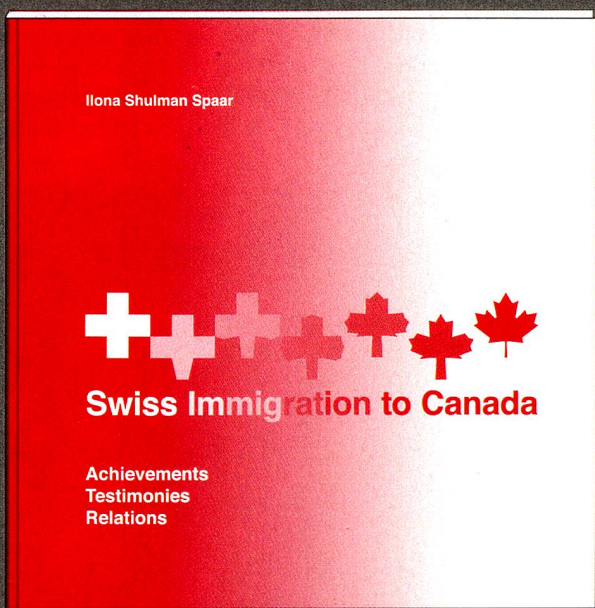 Ilona Shulman Spaar
Swiss Immigration to Canada
Achievements
Testimonies
Relations